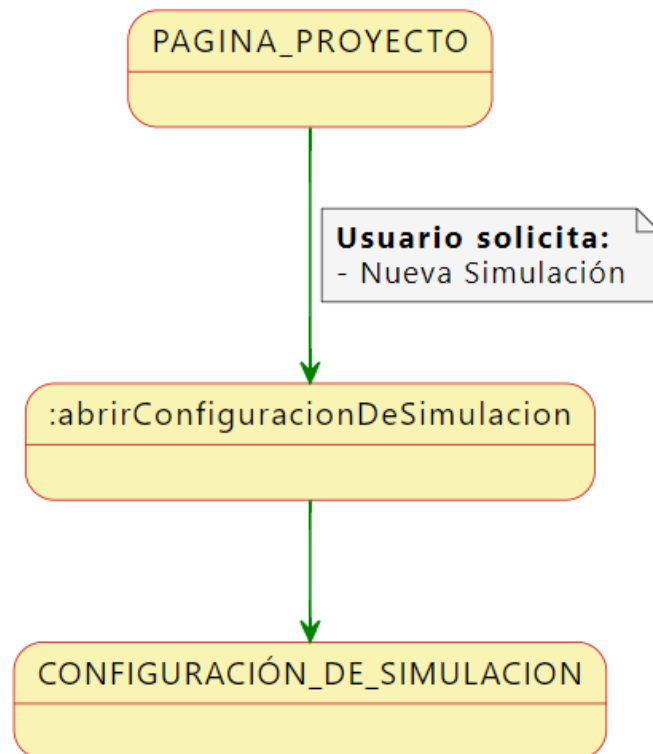 PAGINA_PROYECTO
Usuario solicita:
- Nueva Simulación
:abrirConfiguracionDeSimulacion
CONFIGURACIÓN_DE_SIMULACION